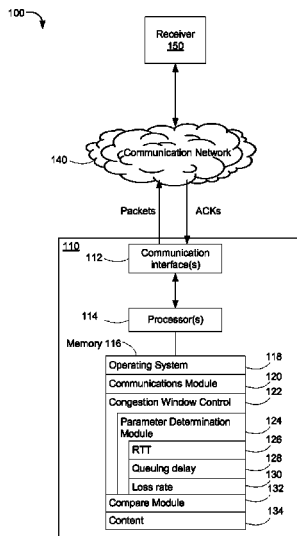 100
Receiver
150
Communication Network
140
Packets
ACKs
110
112
Communication
interface(s)
114
Processor(s)
Memory 116
Operating System
118
Communications Module
120
Congestion Window Control
122
Parameter Determination
Module
124
RTT
126
Queuing delay
128
Loss rate
130
Compare Module
132
Content
134